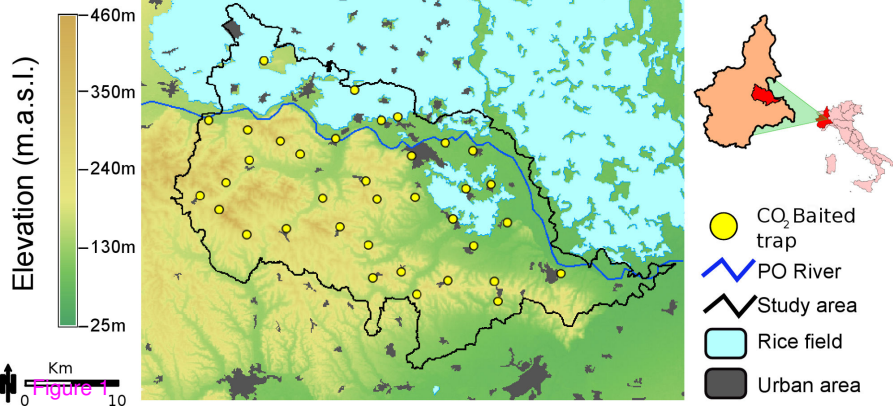 Elevation (m.a.s.l.)
460m
350m
240m
130m
25m
Km
0 10
Figure 1
CO2 Baited
trap
PO River
Study area
Rice field
Urban area